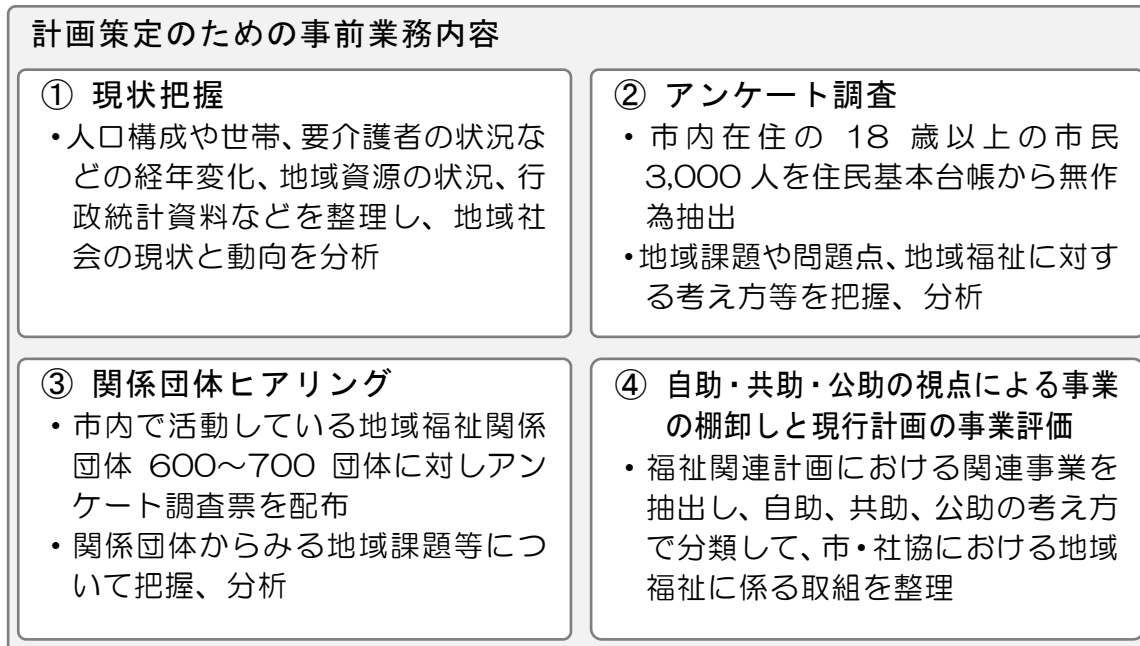 計画策定のための事前業務内容
① 現状把握
・人口構成や世帯、要介護者の状況な
どの経年変化、地域資源の状況、行
政統計資料などを整理し、地域社
会の現状と動向を分析
② アンケート調査
・ 市内在住の 18 歳以上の市民
3,000 人を住民基本台帳から無作
為抽出
・地域課題や問題点、地域福祉に対す
る考え方等を把握、分析
③ 関係団体ヒアリング
・ 市内で活動している地域福祉関係
団体 600～700 団体に対しアン
ケート調査票を配布
・ 関係団体からみる地域課題等につ
いて把握、分析
④ 自助・共助・公助の視点による事業
の棚卸しと現行計画の事業評価
・ 福祉関連計画における関連事業を
抽出し、自助、共助、公助の考え方
で分類して、市・社協における地域
福祉に係る取組を整理